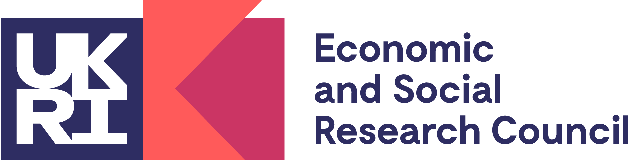 UK
RI
Economic
and Social
Research Council